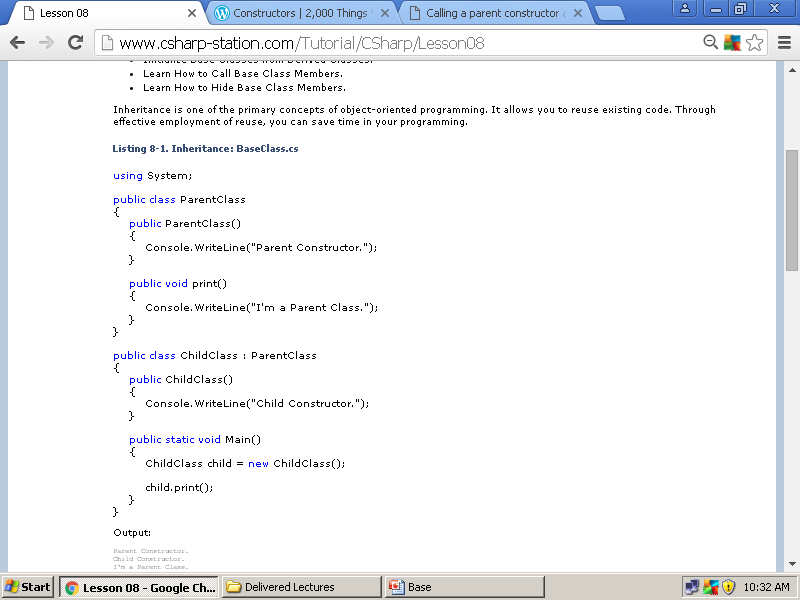 Lesson 08
Constructors | 2,000 Things
Calling a parent constructor
www.csharp-station.com/Tutorial/CSharp/Lesson08
Initialize Base Classes from Derived Classes.
Learn How to Call Base Class Members.
Learn How to Hide Base Class Members.
Inheritance is one of the primary concepts of object-oriented programming. It allows you to reuse existing code. Through
effective employment of reuse, you can save time in your programming.
Listing 8-1. Inheritance: BaseClass.cs
using System;
public class ParentClass
{
public ParentClass()
{
Console.WriteLine("Parent Constructor.");
}
public void print()
{
Console.WriteLine("I'm a Parent Class.");
}
}
public class ChildClass : ParentClass
{
public ChildClass()
{
Console.WriteLine("Child Constructor.");
}
public static void Main()
{
ChildClass child = new ChildClass();
child.print();
}
}
Output:
Parent Constructor.
Child Constructor.
I'm a Parent Class.
Start
Lesson 08 - Google Ch...
Delivered Lectures
Base
10:32 AM